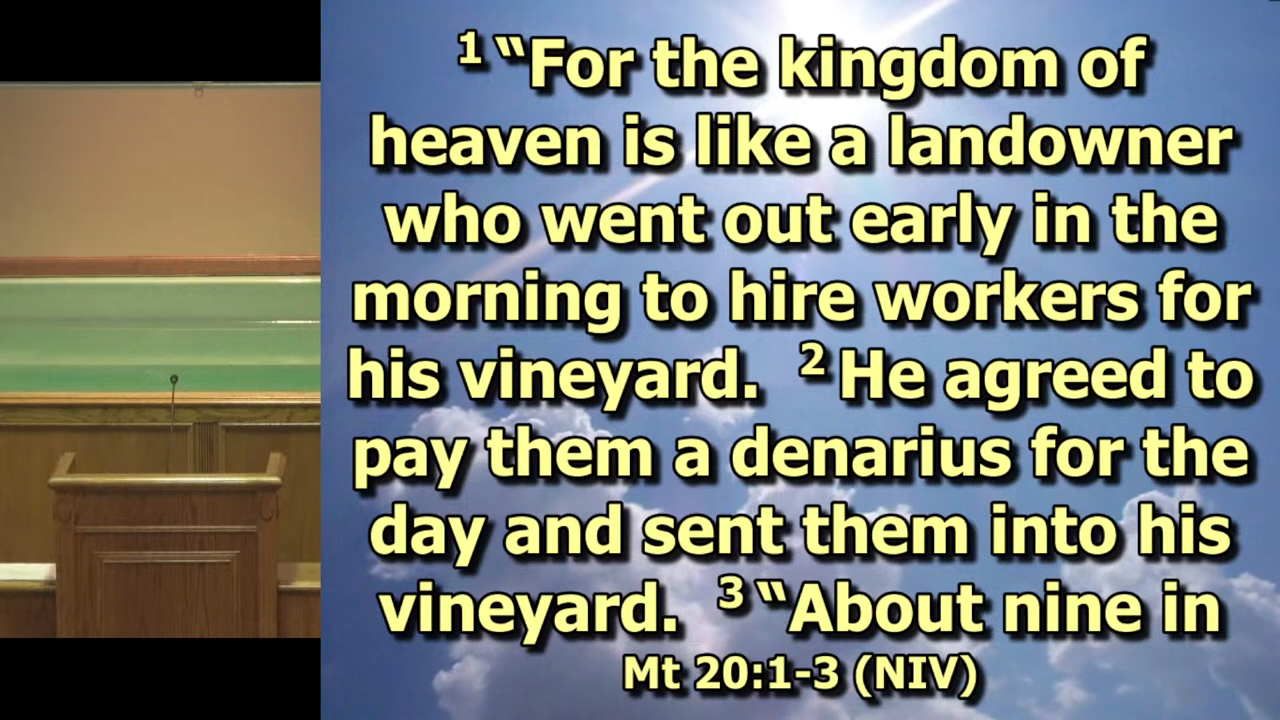 1 “For the kingdom of
heaven is like a landowner
who went out early in the
morning to hire workers for
his vineyard. 2 He agreed to
pay them a denarius for the
day and sent them into his
vineyard. 3 “About nine in
Mt 20:1-3 (NIV)